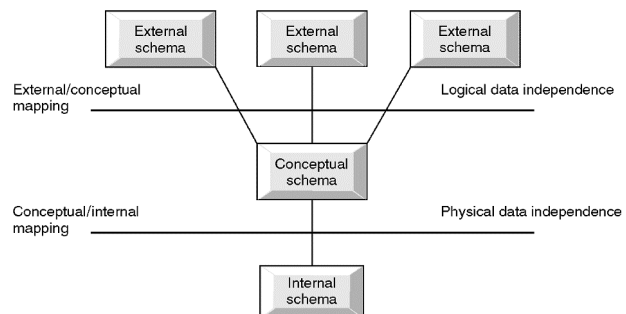 External
schema
External
schema
External
schema
External/conceptual
mapping
Logical data independence
Conceptual
schema
Conceptual/internal
mapping
Physical data independence
Internal
schema